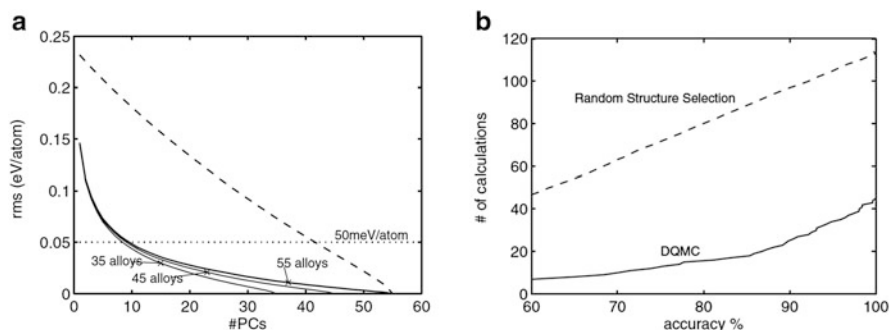 a
0.25
0.2
0.15
0.1
0.05
0
rms (eV/atom)
50meV/atom
35 alloys
45 alloys
55 alloys
0 10 20 30 40 50 60
#PCs
b
120
100
80
60
40
20
0
# of calculations
Random Structure Selection
DQMC
60 70 80 90 100
accuracy %